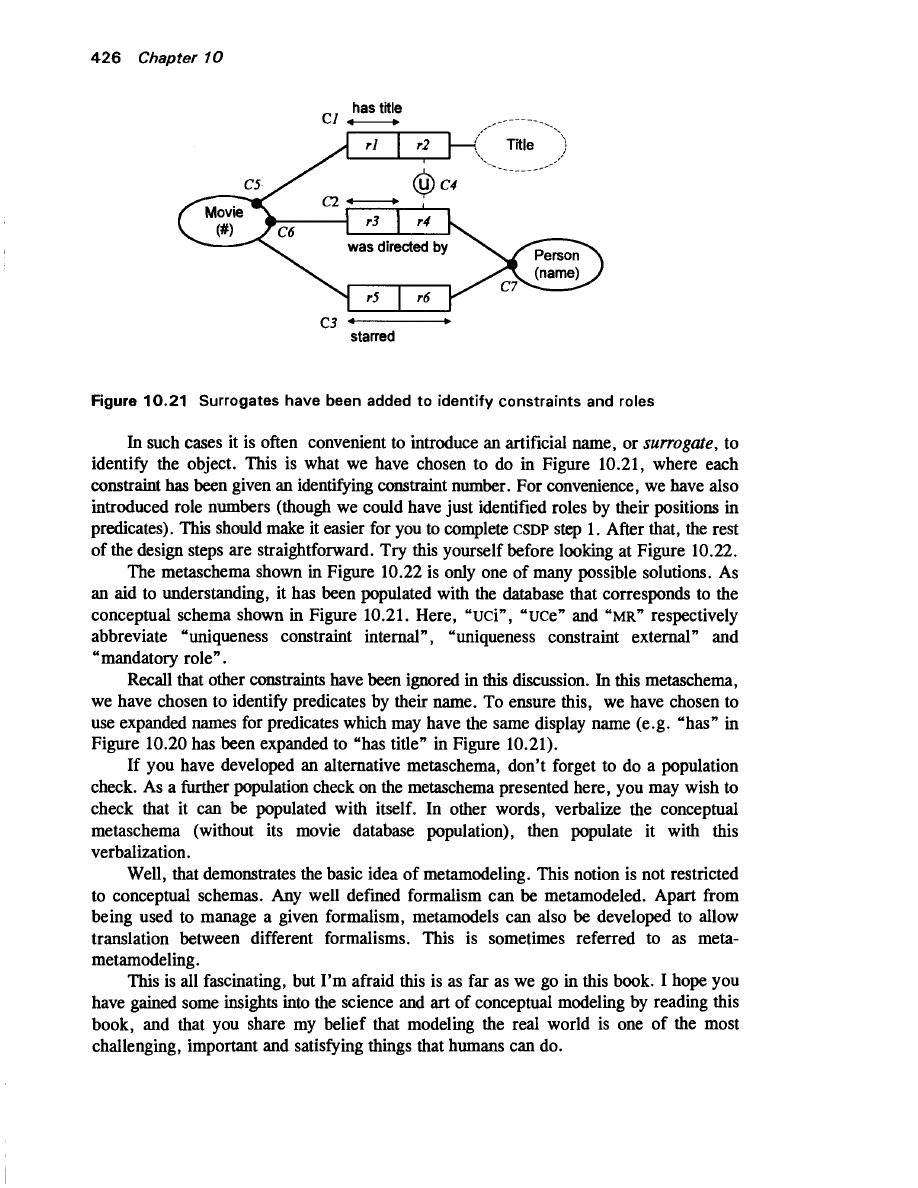 426 Chapter 10
has title
C1
r1 r2
Title
C5
U C4
C2
Movie
(#)
C6
r3 r4
was directed by
Person
(name)
C7
r5 r6
C3
starred
Figure 10.21 Surrogates have been added to identify constraints and roles
In such cases it is often convenient to introduce an artificial name, or surrogate, to
identify the object. This is what we have chosen to do in Figure 10.21, where each
constraint has been given an identifying constraint number. For convenience, we have also
introduced role numbers (though we could have just identified roles by their positions in
predicates). This should make it easier for you to complete CSDP step 1. After that, the rest
of the design steps are straightforward. Try this yourself before looking at Figure 10.22.
The metaschema shown in Figure 10.22 is only one of many possible solutions. As
an aid to understanding, it has been populated with the database that corresponds to the
conceptual schema shown in Figure 10.21. Here, “UCi”, “UCe” and “MR” respectively
abbreviate “uniqueness constraint internal”, “uniqueness constraint external” and
“mandatory role”.
Recall that other constraints have been ignored in this discussion. In this metaschema,
we have chosen to identify predicates by their name. To ensure this, we have chosen to
use expanded names for predicates which may have the same display name (e.g. “has” in
Figure 10.20 has been expanded to “has title” in Figure 10.21).
If you have developed an alternative metaschema, don’t forget to do a population
check. As a further population check on the metaschema presented here, you may wish to
check that it can be populated with itself. In other words, verbalize the conceptual
metaschema (without its movie database population), then populate it with this
verbalization.
Well, that demonstrates the basic idea of metamodeling. This notion is not restricted
to conceptual schemas. Any well defined formalism can be metamodeled. Apart from
being used to manage a given formalism, metamodels can also be developed to allow
translation between different formalisms. This is sometimes referred to as meta-
metamodeling.
This is all fascinating, but I’m afraid this is as far as we go in this book. I hope you
have gained some insights into the science and art of conceptual modeling by reading this
book, and that you share my belief that modeling the real world is one of the most
challenging, important and satisfying things that humans can do.